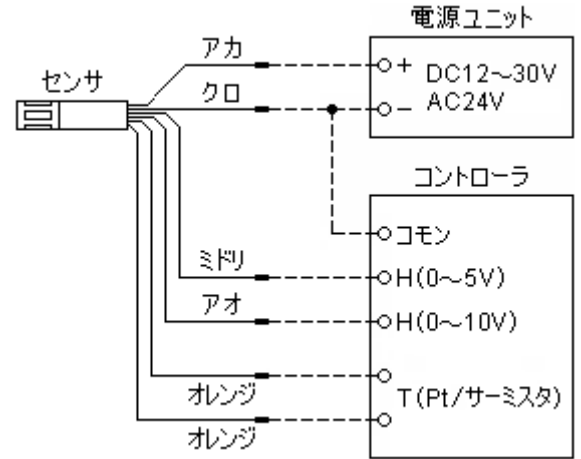 電源ユニット
アカ
+
DC12～30V
センサ
クロ
-
AC24V
コントローラ
コモン
ミドリ
H(0～5V)
アオ
H(0～10V)
オレンジ
T(Pt/サーミスタ)
オレンジ